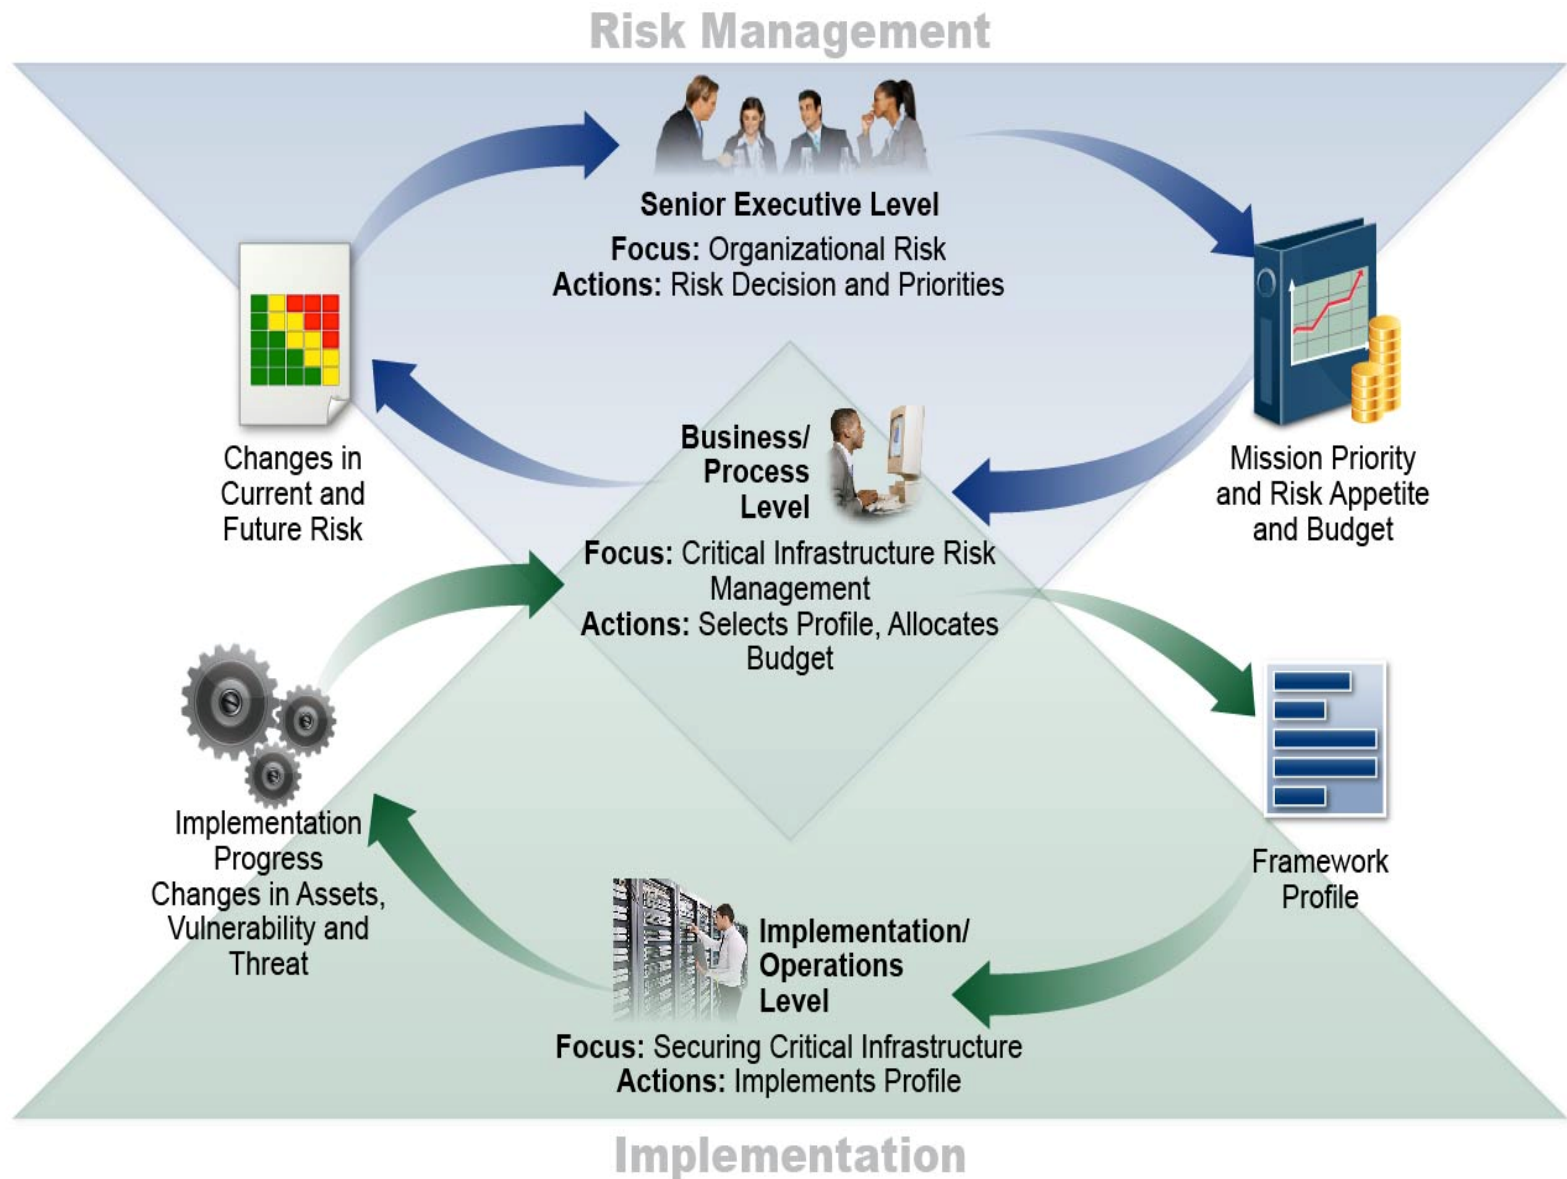 Risk Management
Senior Executive Level
Focus: Organizational Risk
Actions: Risk Decision and Priorities
Changes in
Current and
Future Risk
Mission Priority
and Risk Appetite
and Budget
Business/
Process
Level
Focus: Critical Infrastructure Risk
Management
Actions: Selects Profile, Allocates
Budget
Implementation
Progress
Changes in Assets,
Vulnerability and
Threat
Framework
Profile
Implementation/
Operations
Level
Focus: Securing Critical Infrastructure
Actions: Implements Profile
Implementation